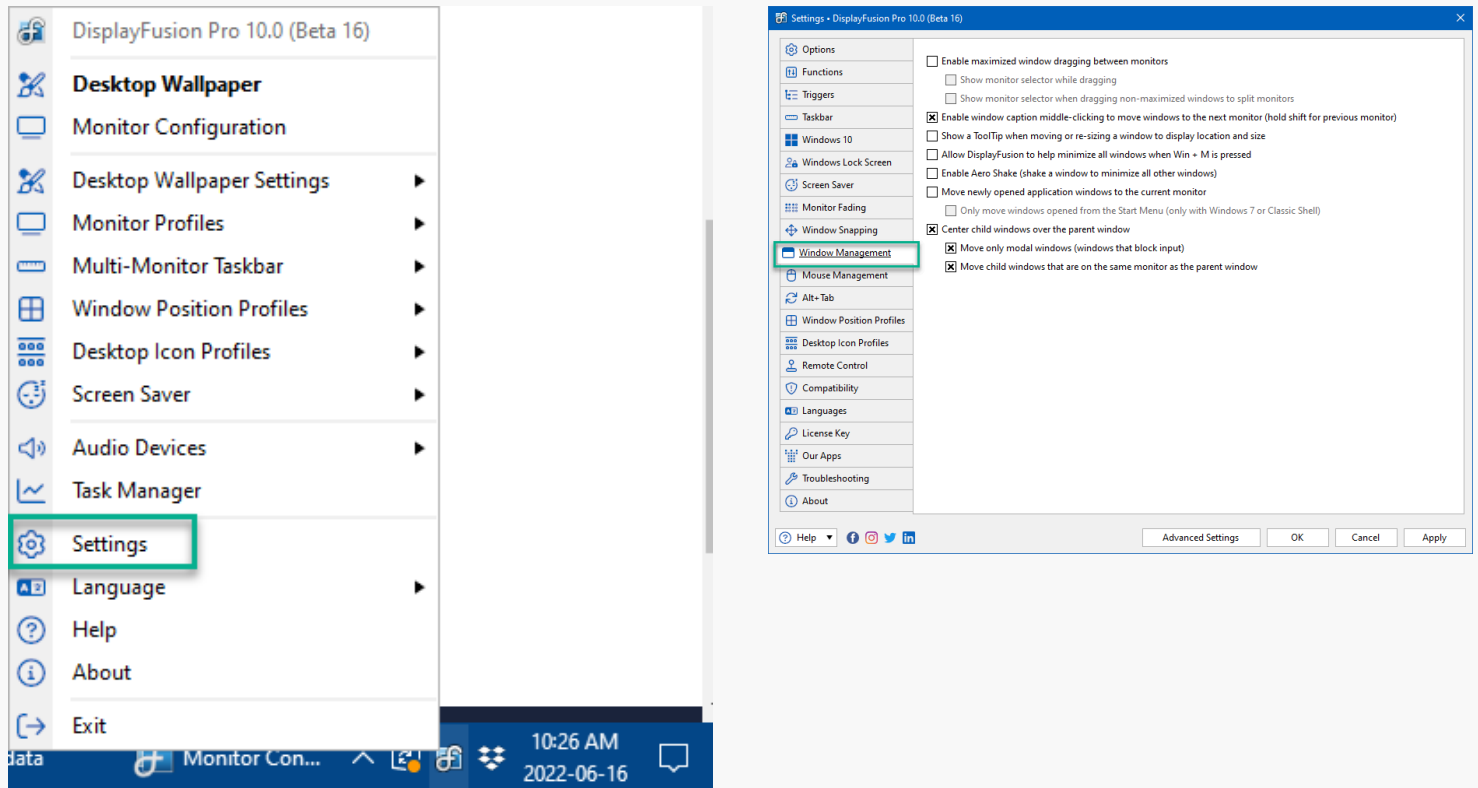 DisplayFusion Pro 10.0 (Beta 16)
Desktop Wallpaper
Monitor Configuration
Desktop Wallpaper Settings
Monitor Profiles
Multi-Monitor Taskbar
Window Position Profiles
Desktop Icon Profiles
Screen Saver
Audio Devices
Task Manager
Settings
Language
Help
About
Exit
data
Monitor Con...
10:26 AM
2022-06-16
Settings • DisplayFusion Pro 10.0 (Beta 16)
Options
Functions
Triggers
Taskbar
Windows 10
Windows Lock Screen
Screen Saver
Monitor Fading
Window Snapping
Window Management
Mouse Management
Alt+Tab
Window Position Profiles
Desktop Icon Profiles
Remote Control
Compatibility
Languages
License Key
Our Apps
Troubleshooting
About
Enable maximized window dragging between monitors
Show monitor selector while dragging
Show monitor selector when dragging non-maximized windows to split monitors
Enable window caption middle-clicking to move windows to the next monitor (hold shift for previous monitor)
Show a ToolTip when moving or re-sizing a window to display location and size
Allow DisplayFusion to help minimize all windows when Win + M is pressed
Enable Aero Shake (shake a window to minimize all other windows)
Move newly opened application windows to the current monitor
Only move windows opened from the Start Menu (only with Windows 7 or Classic Shell)
Center child windows over the parent window
Move only modal windows (windows that block input)
Move child windows that are on the same monitor as the parent window
Help
Advanced Settings
OK
Cancel
Apply